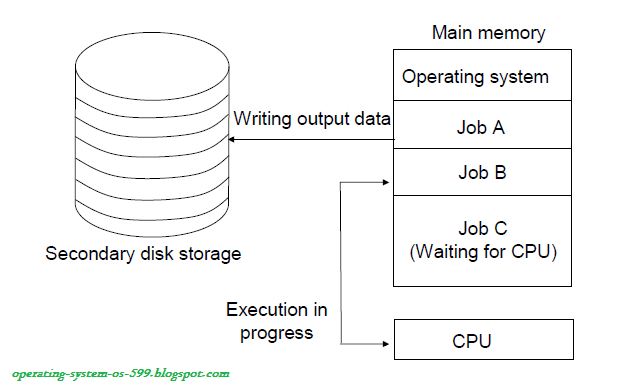 Main memory
Operating system
Writing output data
Job A
Job B
Job C
(Waiting for CPU)
Secondary disk storage
Execution in
progress
CPU
operating-system-os-599.blogspot.com